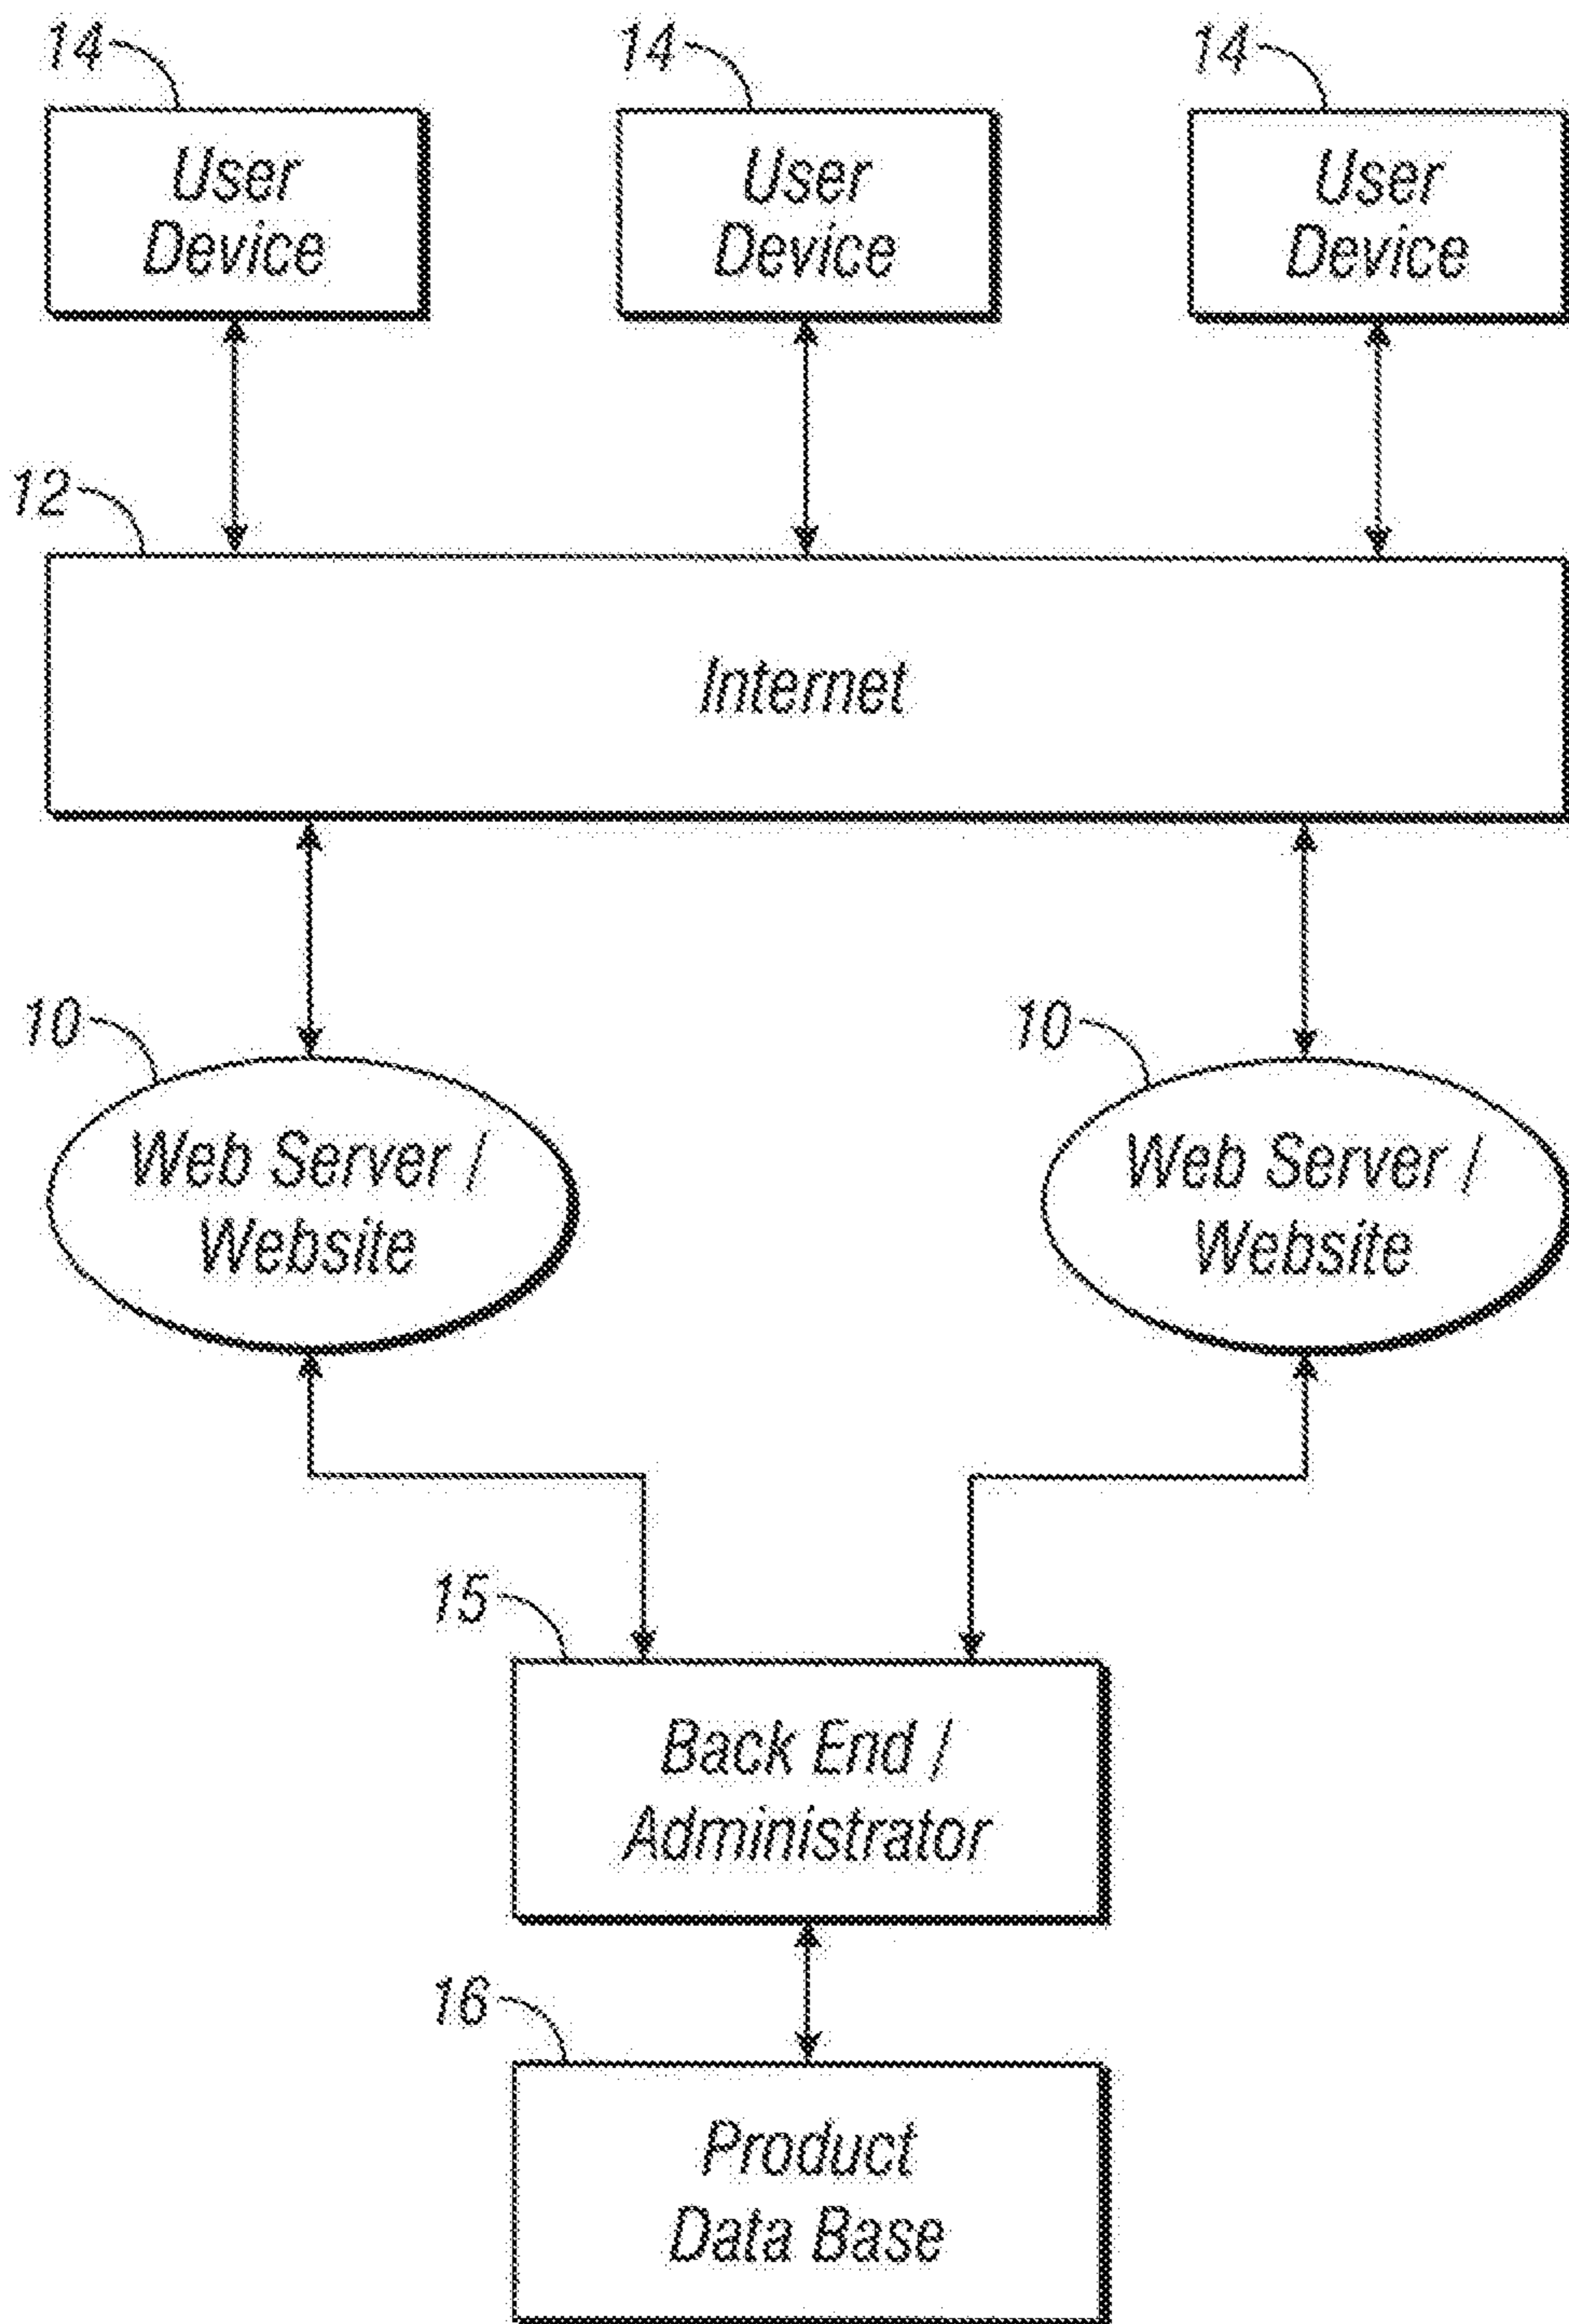 14 14 14
User User User
Device Device Device
12
Internet
10 10
Web Server / Web Server /
Website Website
15
Back End /
Administrator
16
Product
Data Base